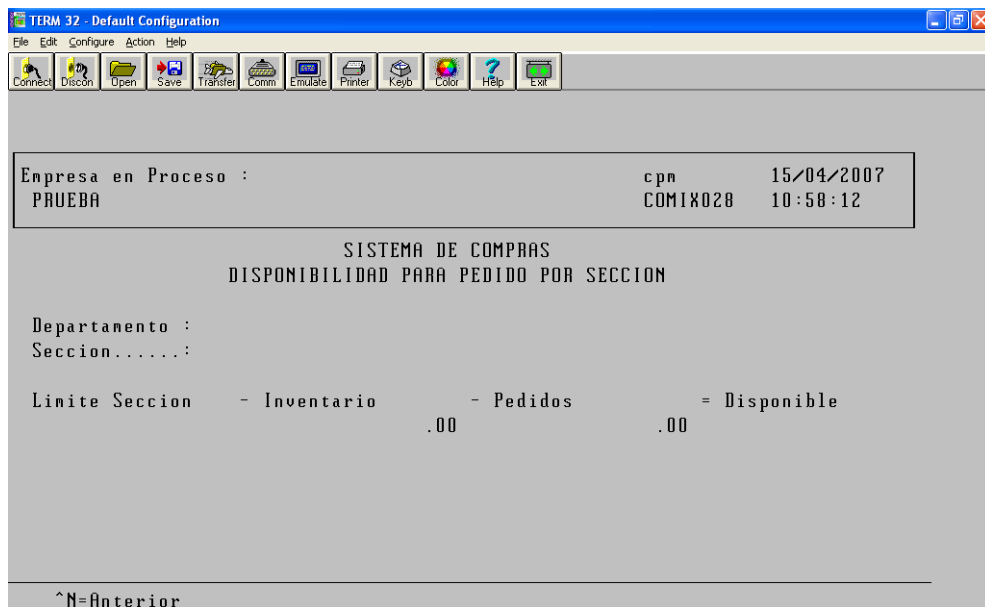 TERM 32 - Default Configuration
File Edit Configure Action Help
Connect Discon Open Save Transfer Comm Emulate Printer Keyb Color Help Exit
Empresa en Proceso : cpm 15/04/2007
PRUEBA COMIX028 10:58:12
SISTEMA DE COMPRAS
DISPONIBILIDAD PARA PEDIDO POR SECCION
Departamento :
Seccion......:
Limite Seccion - Inventario - Pedidos = Disponible
.00 .00
^N=Anterior